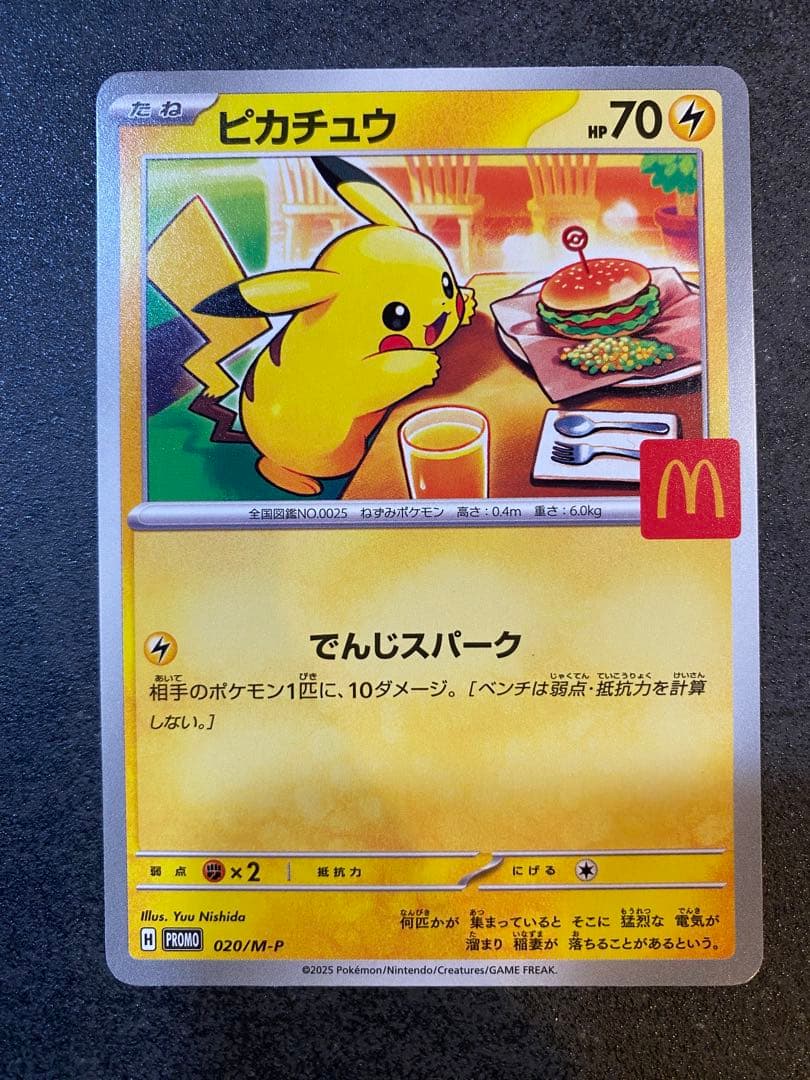 たね ピカチュウ HP70
全国図鑑NO.0025 ねずみポケモン 高さ:0.4m 重さ:6.0kg
でんじスパーク
相手のポケモン1匹に、10ダメージ。[ベンチは弱点・抵抗力を計算
しない。]
弱点 ×2 抵抗力 にげる
Illus. Yuu Nishida
何匹かが 集まっていると そこに 猛烈な 電気が
溜まり 稲妻が 落ちることがあるという。
H PROMO 020/M-P
©2025 Pokémon/Nintendo/Creatures/GAME FREAK.